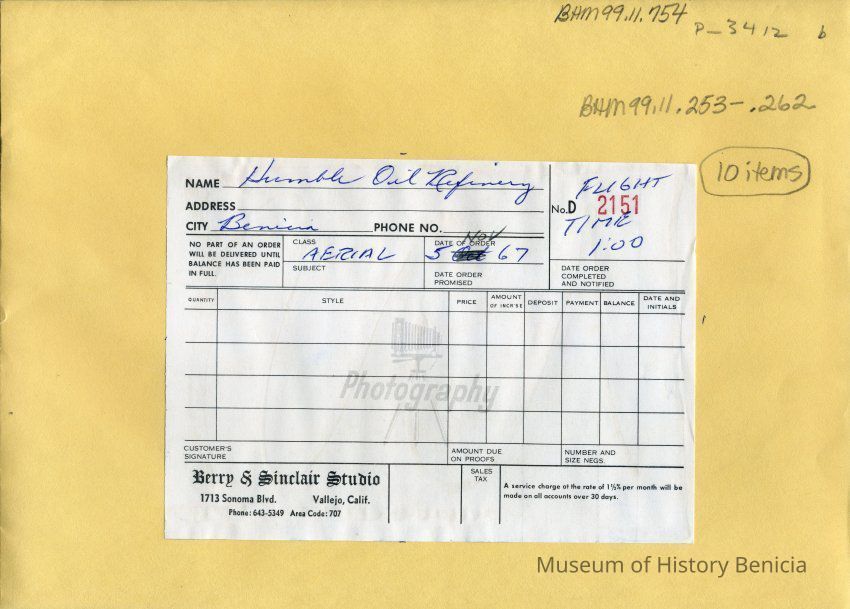 BAM99.11.754
P-3412 b
BAM99.11.253-.262
10 items
NAME Humble Oil Refinery
ADDRESS
CITY Benicia PHONE NO.
FLIGHT
No. D 2151
TIME
1:00
NO PART OF AN ORDER
WILL BE DELIVERED UNTIL
BALANCE HAS BEEN PAID
IN FULL.
CLASS
AERIAL
SUBJECT
DATE OF ORDER
NOV
5 Oct 67
DATE ORDER
PROMISED
DATE ORDER
COMPLETED
AND NOTIFIED
QUANTITY STYLE PRICE AMOUNT OF INCR'SE DEPOSIT PAYMENT BALANCE DATE AND INITIALS
Photography
CUSTOMER'S
SIGNATURE
AMOUNT DUE
ON PROOFS
NUMBER AND
SIZE NEGS.
Berry & Sinclair Studio
1713 Sonoma Blvd. Vallejo, Calif.
Phone: 643-5349 Area Code: 707
SALES
TAX
A service charge at the rate of 1½% per month will be
made on all accounts over 30 days.
Museum of History Benicia